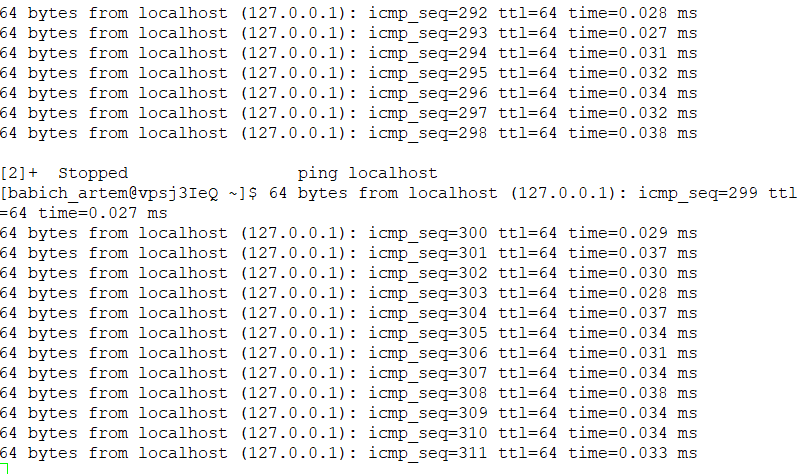 64 bytes from localhost (127.0.0.1): icmp_seq=292 ttl=64 time=0.028 ms
64 bytes from localhost (127.0.0.1): icmp_seq=293 ttl=64 time=0.027 ms
64 bytes from localhost (127.0.0.1): icmp_seq=294 ttl=64 time=0.031 ms
64 bytes from localhost (127.0.0.1): icmp_seq=295 ttl=64 time=0.032 ms
64 bytes from localhost (127.0.0.1): icmp_seq=296 ttl=64 time=0.034 ms
64 bytes from localhost (127.0.0.1): icmp_seq=297 ttl=64 time=0.032 ms
64 bytes from localhost (127.0.0.1): icmp_seq=298 ttl=64 time=0.038 ms
[2]+  Stopped                 ping localhost
[babich_artem@vpsj3IeQ ~]$ 64 bytes from localhost (127.0.0.1): icmp_seq=299 ttl
=64 time=0.027 ms
64 bytes from localhost (127.0.0.1): icmp_seq=300 ttl=64 time=0.029 ms
64 bytes from localhost (127.0.0.1): icmp_seq=301 ttl=64 time=0.037 ms
64 bytes from localhost (127.0.0.1): icmp_seq=302 ttl=64 time=0.030 ms
64 bytes from localhost (127.0.0.1): icmp_seq=303 ttl=64 time=0.028 ms
64 bytes from localhost (127.0.0.1): icmp_seq=304 ttl=64 time=0.037 ms
64 bytes from localhost (127.0.0.1): icmp_seq=305 ttl=64 time=0.034 ms
64 bytes from localhost (127.0.0.1): icmp_seq=306 ttl=64 time=0.031 ms
64 bytes from localhost (127.0.0.1): icmp_seq=307 ttl=64 time=0.034 ms
64 bytes from localhost (127.0.0.1): icmp_seq=308 ttl=64 time=0.038 ms
64 bytes from localhost (127.0.0.1): icmp_seq=309 ttl=64 time=0.034 ms
64 bytes from localhost (127.0.0.1): icmp_seq=310 ttl=64 time=0.034 ms
64 bytes from localhost (127.0.0.1): icmp_seq=311 ttl=64 time=0.033 ms